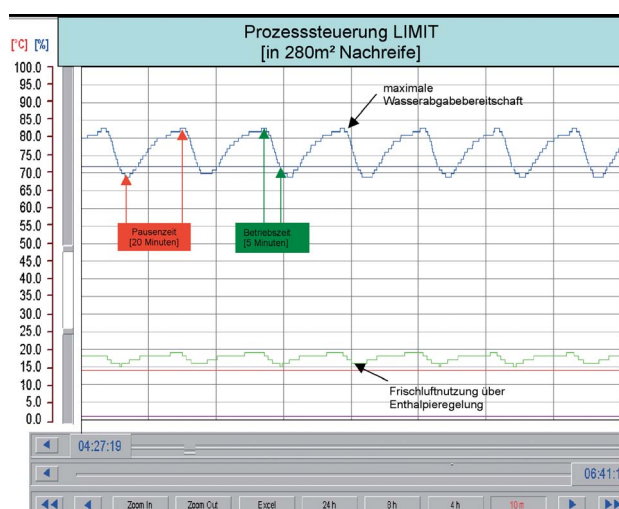 Prozesssteuerung LIMIT
[in 280m² Nachreife]
[°C] [%]
100.0
95.0
90.0
85.0
80.0
75.0
70.0
65.0
60.0
55.0
50.0
45.0
40.0
35.0
30.0
25.0
20.0
15.0
10.0
5.0
0.0
maximale
Wasserabgabebereitschaft
Pausenzeit
[20 Minuten]
Betriebszeit
[5 Minuten]
Frischluftnutzung über
Enthalpieregelung
04:27:19
06:41:1
Zoom In Zoom Out Excel 24 h 8 h 4 h 10 m